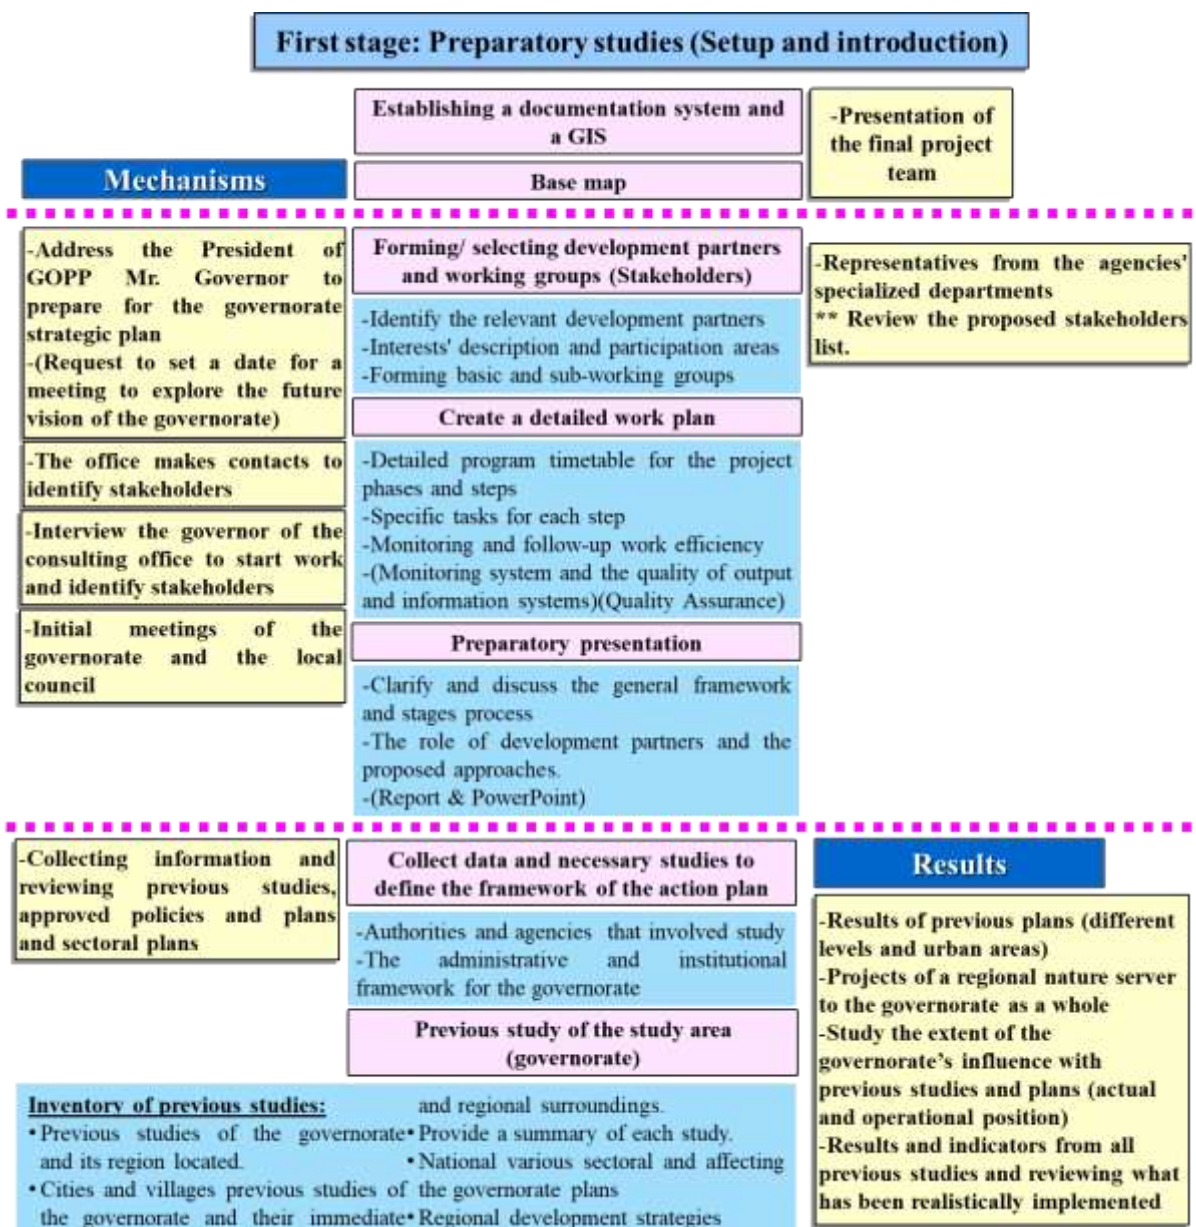 First stage: Preparatory studies (Setup and introduction)
Establishing a documentation system and
a GIS
-Presentation of
the final project
team
Mechanisms
Base map
-Address the President of
GOPP Mr. Governor to
prepare for the governorate
strategic plan
-(Request to set a date for a
meeting to explore the future
vision of the governorate)
-The office makes contacts to
identify stakeholders
-Interview the governor of the
consulting office to start work
and identify stakeholders
-Initial meetings of the
governorate and the local
council
Forming/ selecting development partners
and working groups (Stakeholders)
-Identify the relevant development partners
-Interests' description and participation areas
-Forming basic and sub-working groups
Create a detailed work plan
-Detailed program timetable for the project
phases and steps
-Specific tasks for each step
-Monitoring and follow-up work efficiency
-(Monitoring system and the quality of output
and information systems)(Quality Assurance)
Preparatory presentation
-Clarify and discuss the general framework
and stages process
-The role of development partners and the
proposed approaches.
-(Report & PowerPoint)
-Representatives from the agencies'
specialized departments
** Review the proposed stakeholders
list.
-Collecting information and
reviewing previous studies,
approved policies and plans
and sectoral plans
Collect data and necessary studies to
define the framework of the action plan
-Authorities and agencies that involved study
-The administrative and institutional
framework for the governorate
Previous study of the study area
(governorate)
Inventory of previous studies:
• Previous studies of the governorate
and its region located.
• Cities and villages previous studies of
the governorate and their immediate
and regional surroundings.
• Provide a summary of each study.
• National various sectoral and affecting
the governorate plans
• Regional development strategies
Results
-Results of previous plans (different
levels and urban areas)
-Projects of a regional nature server
to the governorate as a whole
-Study the extent of the
governorate's influence with
previous studies and plans (actual
and operational position)
-Results and indicators from all
previous studies and reviewing what
has been realistically implemented